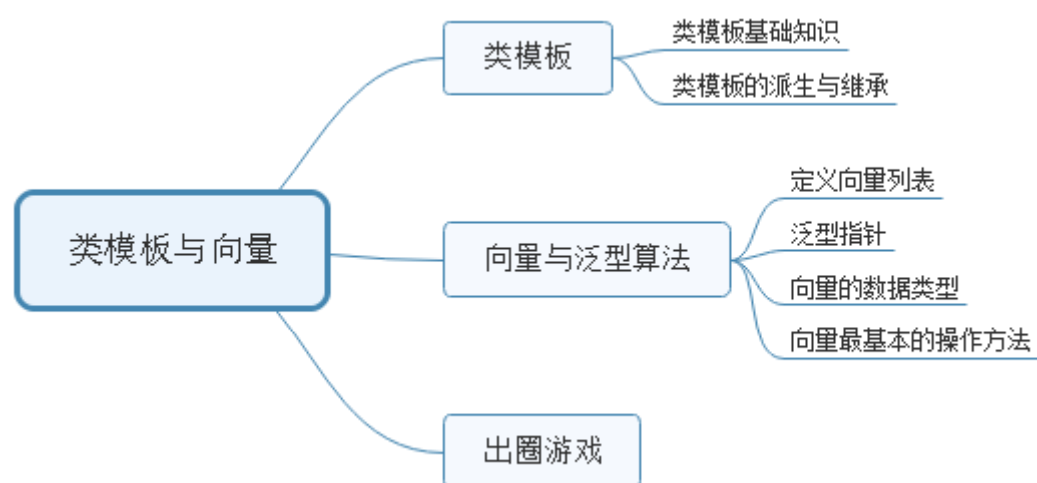 类模板与向量
类模板
类模板基础知识
类模板的派生与继承
向量与泛型算法
定义向量列表
泛型指针
向量的数据类型
向量最基本的操作方法
出圈游戏